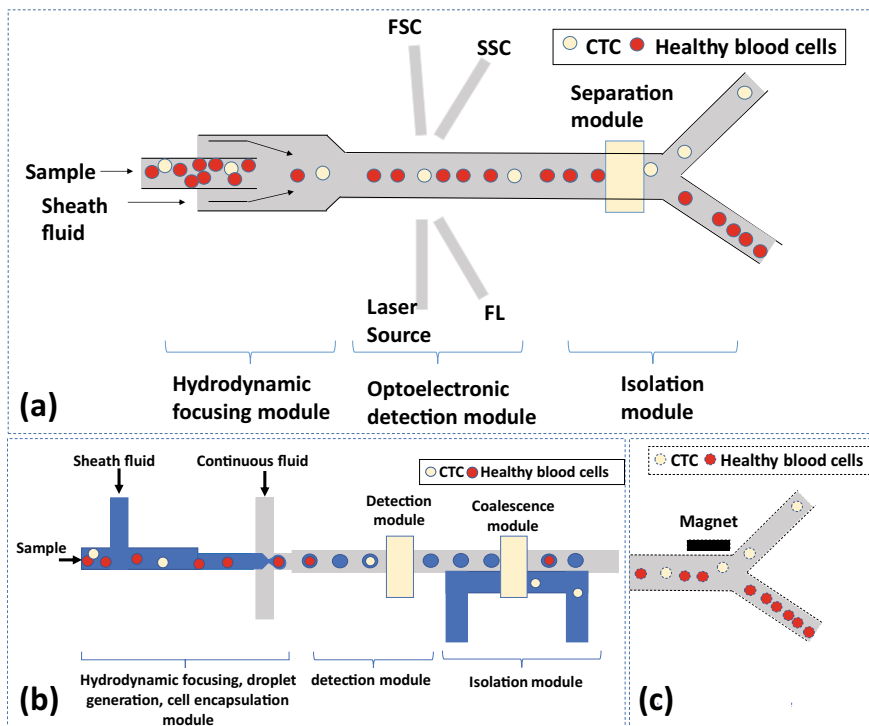 FSC
SSC
CTC Healthy blood cells
Separation
module
Sample
Sheath
fluid
Laser
Source
FL
Hydrodynamic
focusing module
Optoelectronic
detection module
Isolation
module
(a)
Sheath fluid
Continuous fluid
CTC Healthy blood cells
Detection
module
Coalescence
module
Sample
Hydrodynamic focusing, droplet
generation, cell encapsulation
module
detection module
Isolation module
(b)
CTC Healthy blood cells
Magnet
(c)